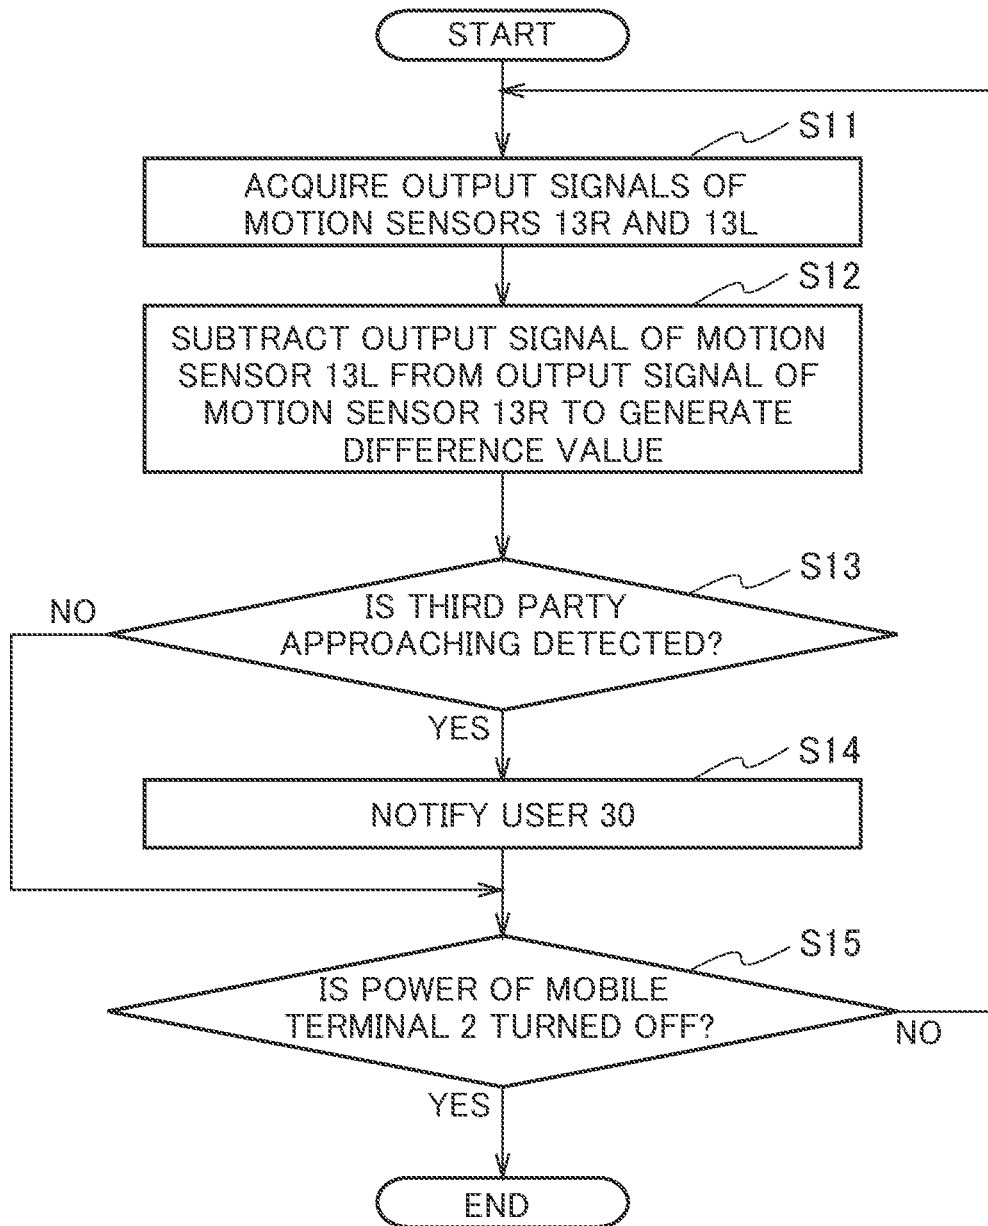 START
S11
ACQUIRE OUTPUT SIGNALS OF
MOTION SENSORS 13R AND 13L
S12
SUBTRACT OUTPUT SIGNAL OF MOTION
SENSOR 13L FROM OUTPUT SIGNAL OF
MOTION SENSOR 13R TO GENERATE
DIFFERENCE VALUE
S13
NO
IS THIRD PARTY
APPROACHING DETECTED?
YES
S14
NOTIFY USER 30
S15
IS POWER OF MOBILE
TERMINAL 2 TURNED OFF?
NO
YES
END